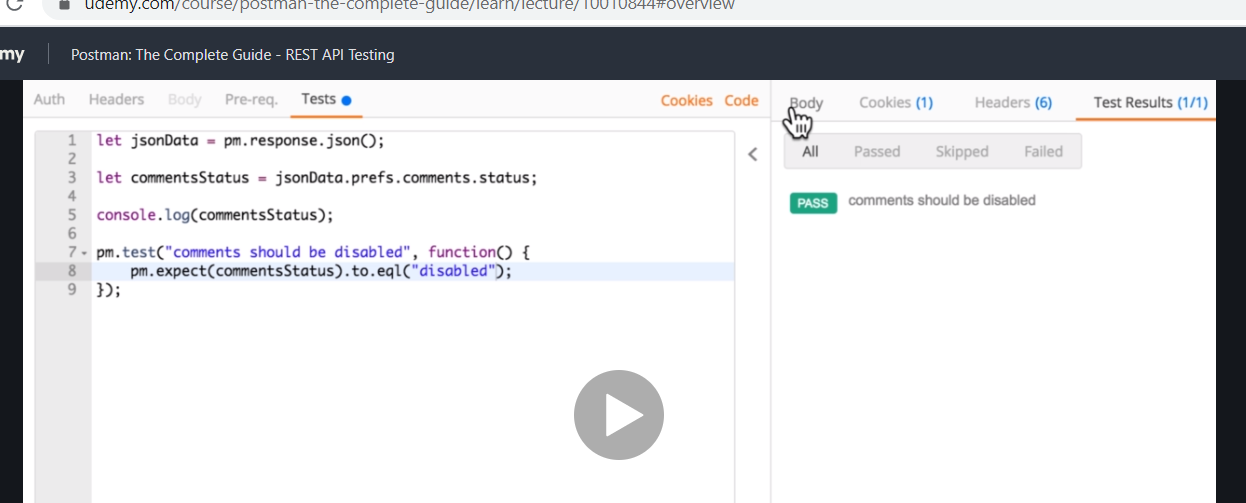 udemy.com/course/postman-the-complete-guide/learn/lecture/10010844#overview
my Postman: The Complete Guide - REST API Testing
Auth Headers Body Pre-req. Tests Cookies Code
Body Cookies (1) Headers (6) Test Results (1/1)
All Passed Skipped Failed
PASS comments should be disabled
1 let jsonData = pm.response.json();
2
3 let commentsStatus = jsonData.prefs.comments.status;
4
5 console.log(commentsStatus);
6
7 pm.test("comments should be disabled", function() {
8 pm.expect(commentsStatus).to.eql("disabled");
9 });